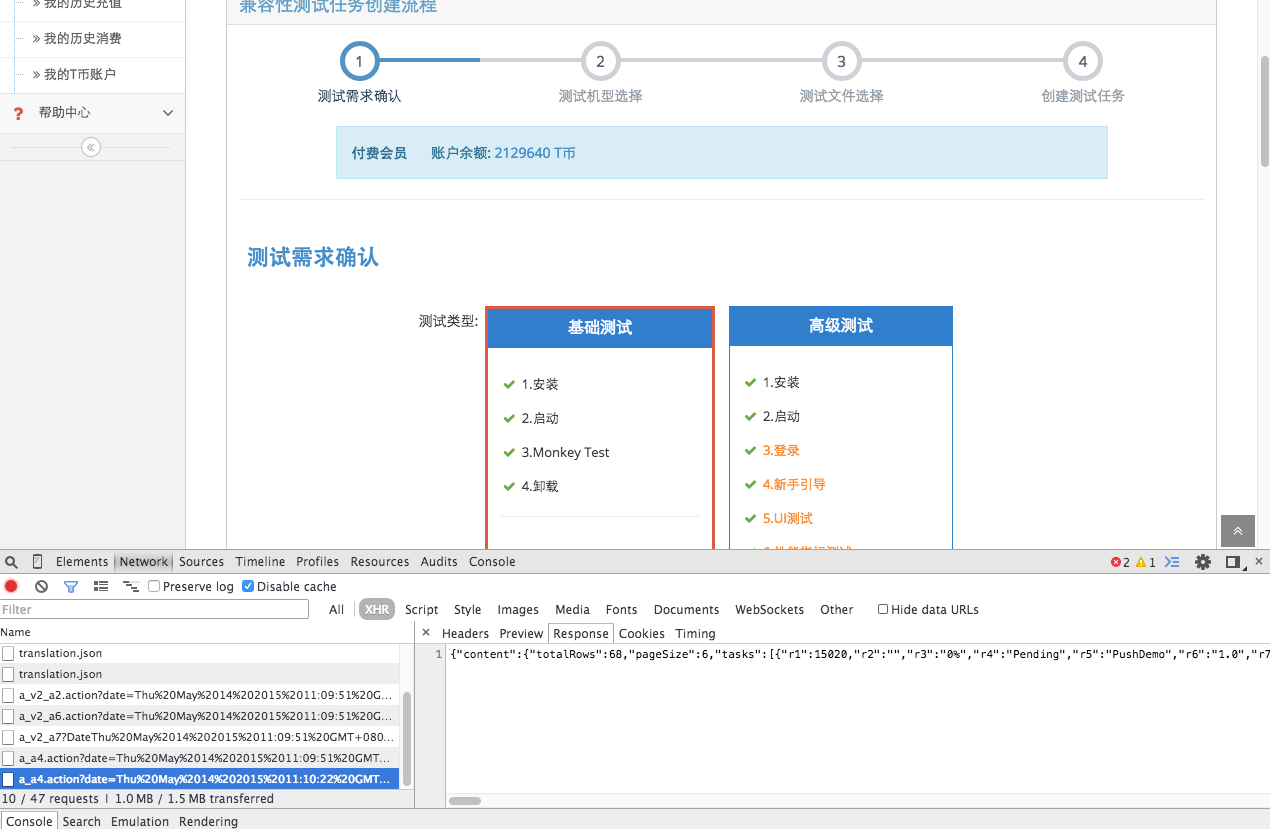 » 我的历史充值
» 我的历史消费
» 我的T币账户
? 帮助中心
兼容性测试任务创建流程
1
2
3
4
测试需求确认
测试机型选择
测试文件选择
创建测试任务
付费会员 账户余额: 2129640 T币
测试需求确认
测试类型:
基础测试
1.安装
2.启动
3.Monkey Test
4.卸载
高级测试
1.安装
2.启动
3.登录
4.新手引导
5.UI测试
Elements Network Sources Timeline Profiles Resources Audits Console
2 1
Preserve log Disable cache
Filter All XHR Script Style Images Media Fonts Documents WebSockets Other Hide data URLs
Name
× Headers Preview Response Cookies Timing
translation.json
translation.json
a_v2_a2.action?date=Thu%20May%2014%202015%2011:09:51%20G...
a_v2_a6.action?date=Thu%20May%2014%202015%2011:09:51%20G...
a_v2_a7?DateThu%20May%2014%202015%2011:09:51%20GMT+080...
a_a4.action?date=Thu%20May%2014%202015%2011:09:51%20GMT...
a_a4.action?date=Thu%20May%2014%202015%2011:10:22%20GMT...
1 {"content":{"totalRows":68,"pageSize":6,"tasks":[{"r1":15020,"r2":"","r3":"0%","r4":"Pending","r5":"PushDemo","r6":"1.0","r7
10 / 47 requests | 1.0 MB / 1.5 MB transferred
Console Search Emulation Rendering